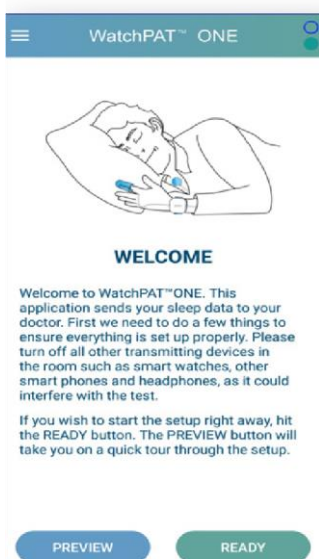 WatchPAT™ ONE
WELCOME
Welcome to WatchPAT™ONE. This
application sends your sleep data to your
doctor. First we need to do a few things to
ensure everything is set up properly. Please
turn off all other transmitting devices in
the room such as smart watches, other
smart phones and headphones, as it could
interfere with the test.
If you wish to start the setup right away, hit
the READY button. The PREVIEW button will
take you on a quick tour through the setup.
PREVIEW
READY